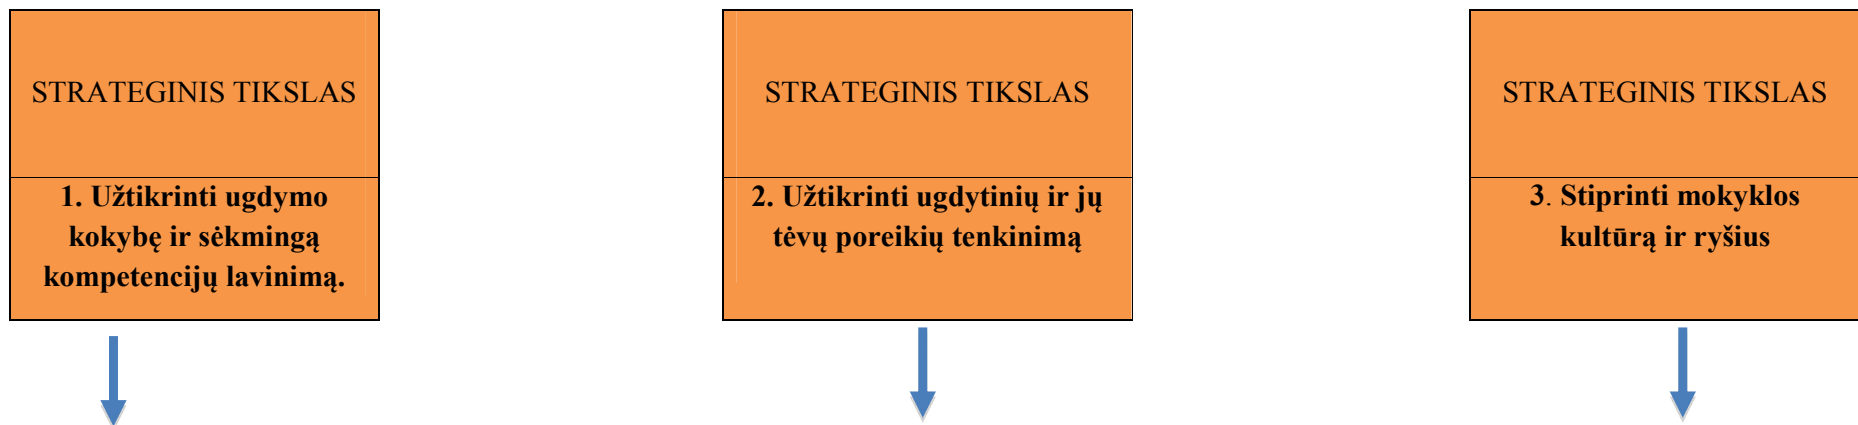 STRATEGINIS TIKSLAS
1. Užtikrinti ugdymo
kokybę ir sėkmingą
kompetencijų lavinimą.
STRATEGINIS TIKSLAS
2. Užtikrinti ugdytinių ir jų
tėvų poreikių tenkinimą
STRATEGINIS TIKSLAS
3. Stiprinti mokyklos
kultūrą ir ryšius